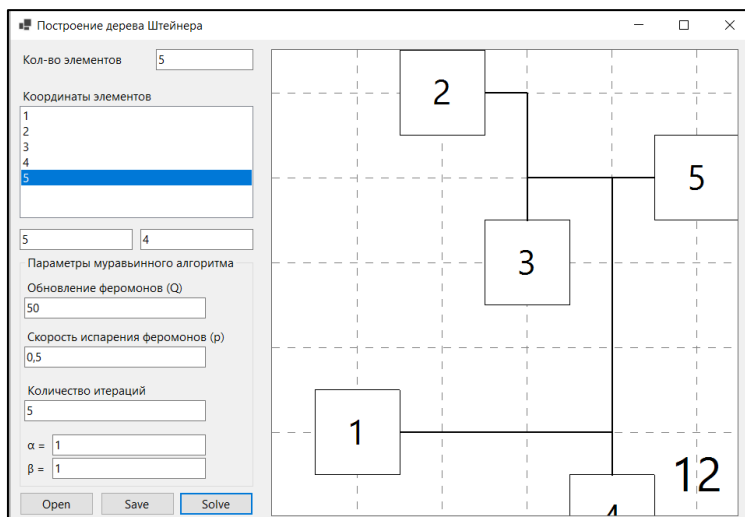 Построение дерева Штейнера
Кол-во элементов 5
Координаты элементов
1
2
3
4
5
5 4
Параметры муравьинного алгоритма
Обновление феромонов (Q)
50
Скорость испарения феромонов (p)
0,5
Количество итераций
5
α = 1
β = 1
Open Save Solve
2
5
3
1
12
4